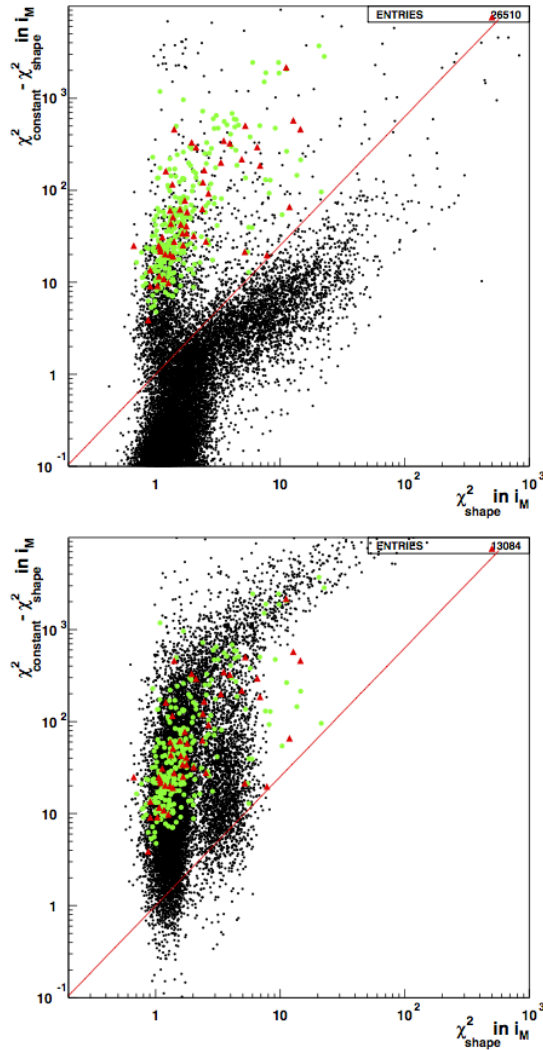 ENTRIES 26510
χ²constant - χ²shape in iM
10³
10²
10
1
10⁻¹
1 10 10² 10³
χ²shape in iM
ENTRIES 13084
χ²constant - χ²shape in iM
10³
10²
10
1
10⁻¹
1 10 10² 10³
χ²shape in iM